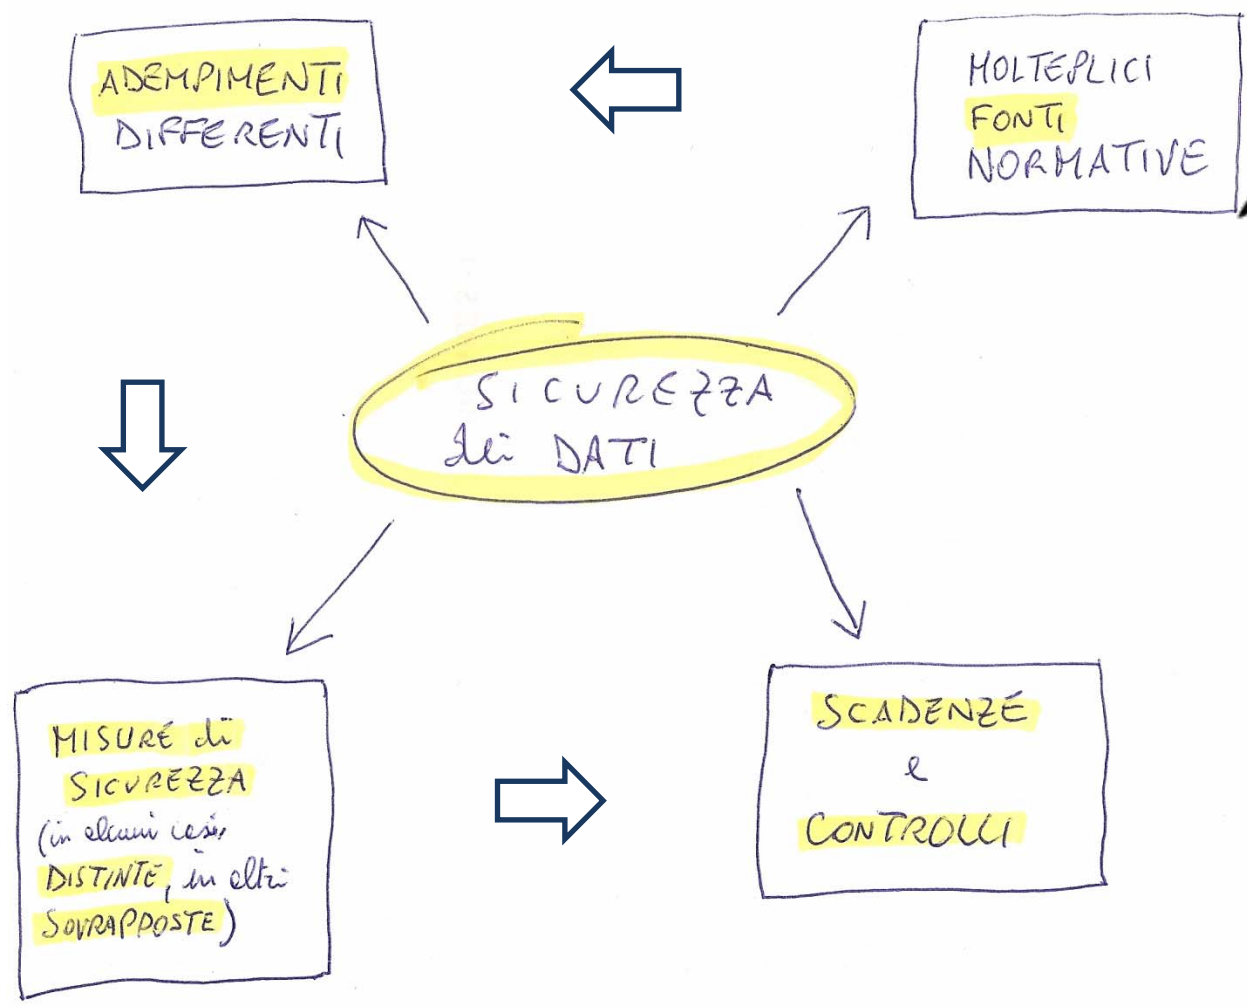 ADEMPIMENTI
DIFFERENTI
MOLTEPLICI
FONTI
NORMATIVE
SICUREZZA
dei DATI
MISURE di
SICUREZZA
(in alcuni casi,
DISTINTE, in altri
SOVRAPPOSTE)
SCADENZE
e
CONTROLLI